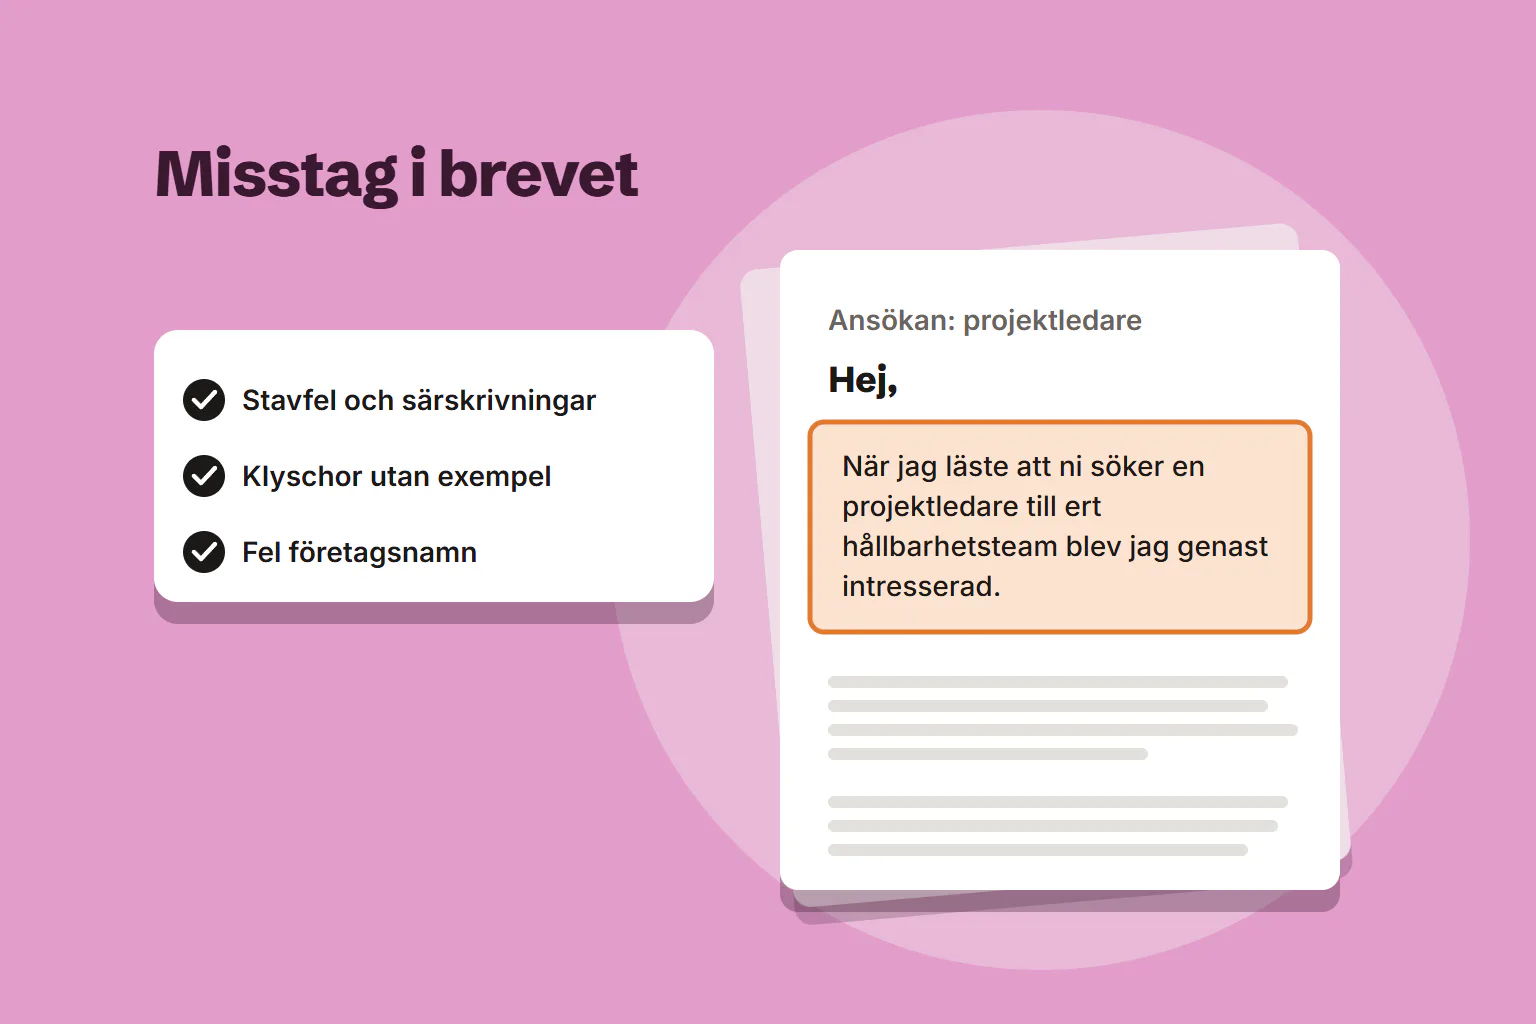 Misstag i brevet
Stavfel och särskrivningar
Klyschor utan exempel
Fel företagsnamn
Ansökan: projektledare
Hej,
När jag läste att ni söker en
projektledare till ert
hållbarhetsteam blev jag genast
intresserad.